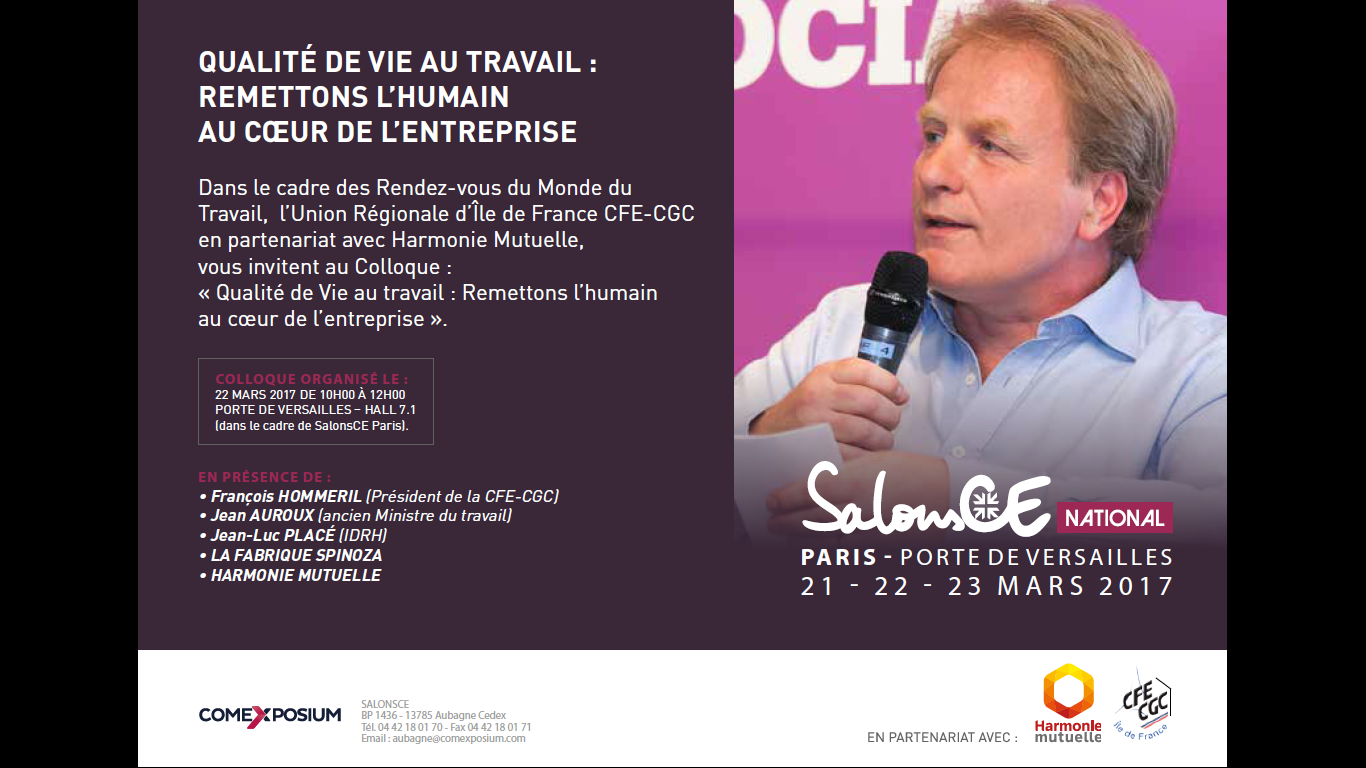 QUALITÉ DE VIE AU TRAVAIL :
REMETTONS L'HUMAIN
AU CŒUR DE L'ENTREPRISE
Dans le cadre des Rendez-vous du Monde du
Travail,  l'Union Régionale d'Île de France CFE-CGC
en partenariat avec Harmonie Mutuelle,
vous invitent au Colloque :
« Qualité de Vie au travail : Remettons l'humain
au cœur de l'entreprise ».
COLLOQUE ORGANISÉ LE :
22 MARS 2017 DE 10H00 À 12H00
PORTE DE VERSAILLES – HALL 7.1
(dans le cadre de SalonsCE Paris).
EN PRÉSENCE DE :
• François HOMMERIL (Président de la CFE-CGC)
• Jean AUROUX (ancien Ministre du travail)
• Jean-Luc PLACÉ (IDRH)
• LA FABRIQUE SPINOZA
• HARMONIE MUTUELLE
OCIA
4
SalonsCE NATIONAL
PARIS - PORTE DE VERSAILLES
21 - 22 - 23 MARS 2017
COMEXPOSIUM
SALONSCE
BP 1436 - 13785 Aubagne Cedex
Tél. 04 42 18 01 70 - Fax 04 42 18 01 71
Email : aubagne@comexposium.com
EN PARTENARIAT AVEC :
Harmonie
mutuelle
CFE
CGC
Île de France